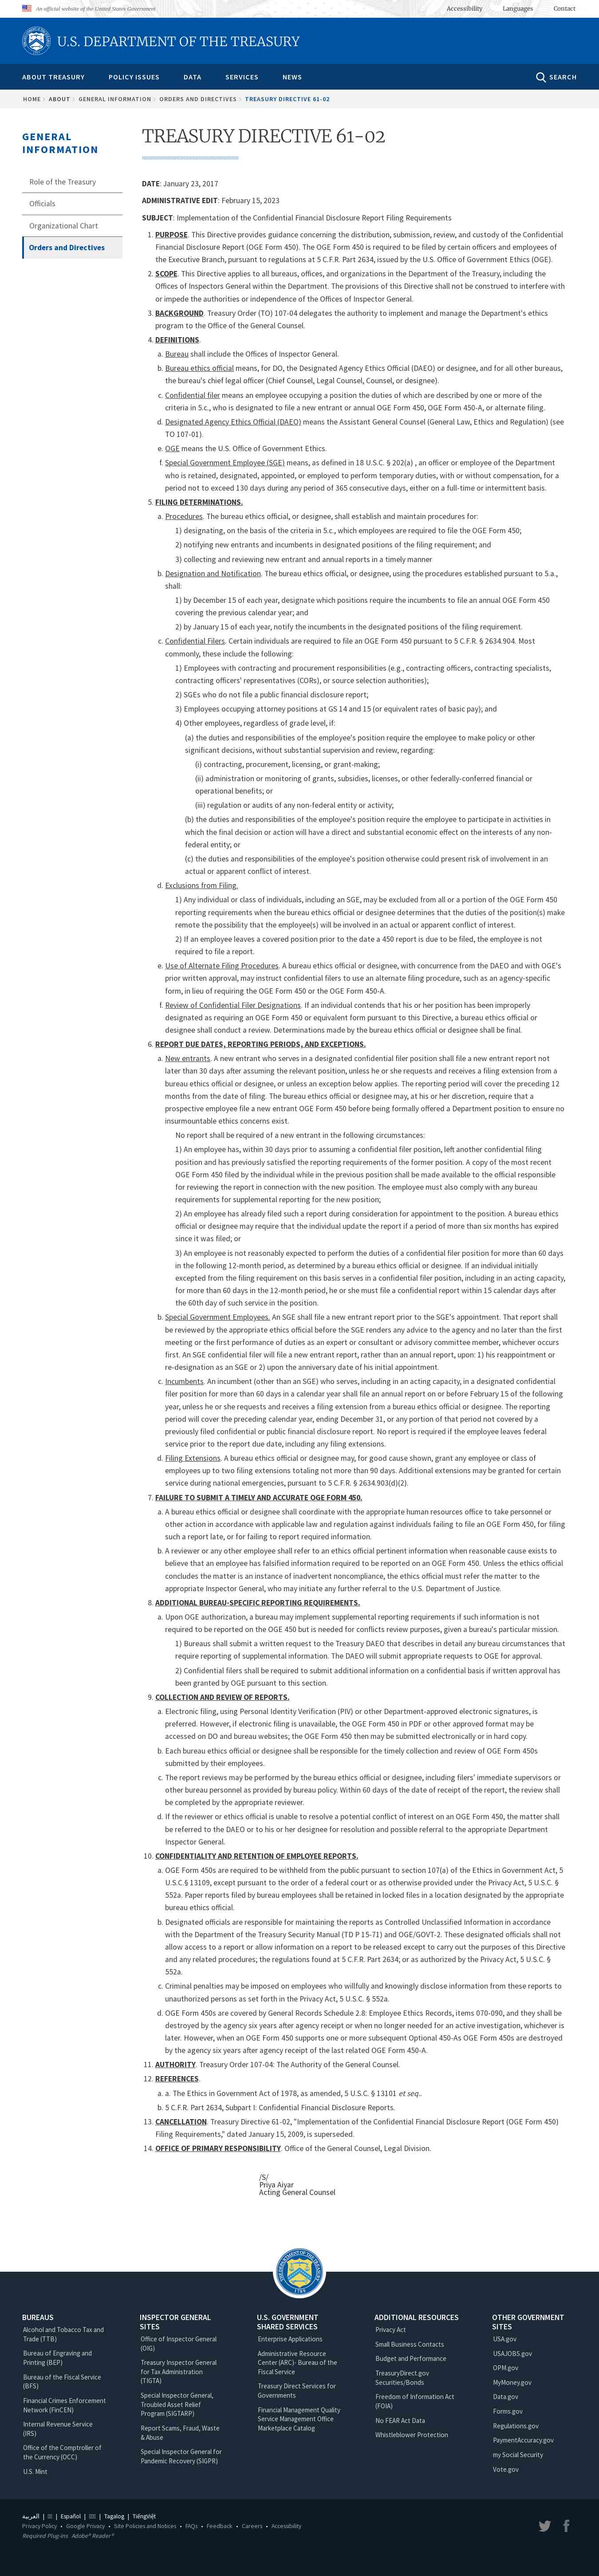 An official website of the United States Government
Accessibility Languages Contact
U.S. DEPARTMENT OF THE TREASURY
ABOUT TREASURY POLICY ISSUES DATA SERVICES NEWS SEARCH
HOME ABOUT GENERAL INFORMATION ORDERS AND DIRECTIVES TREASURY DIRECTIVE 61-02
GENERAL
INFORMATION
Role of the Treasury
Officials
Organizational Chart
Orders and Directives
TREASURY DIRECTIVE 61-02
DATE: January 23, 2017
ADMINISTRATIVE EDIT: February 15, 2023
SUBJECT: Implementation of the Confidential Financial Disclosure Report Filing Requirements
1. PURPOSE. This Directive provides guidance concerning the distribution, submission, review, and custody of the Confidential
Financial Disclosure Report (OGE Form 450). The OGE Form 450 is required to be filed by certain officers and employees of
the Executive Branch, pursuant to regulations at 5 C.F.R. Part 2634, issued by the U.S. Office of Government Ethics (OGE).
2. SCOPE. This Directive applies to all bureaus, offices, and organizations in the Department of the Treasury, including the
Offices of Inspectors General within the Department. The provisions of this Directive shall not be construed to interfere with
or impede the authorities or independence of the Offices of Inspector General.
3. BACKGROUND. Treasury Order (TO) 107-04 delegates the authority to implement and manage the Department's ethics
program to the Office of the General Counsel.
4. DEFINITIONS.
a. Bureau shall include the Offices of Inspector General.
b. Bureau ethics official means, for DO, the Designated Agency Ethics Official (DAEO) or designee, and for all other bureaus,
the bureau's chief legal officer (Chief Counsel, Legal Counsel, Counsel, or designee).
c. Confidential filer means an employee occupying a position the duties of which are described by one or more of the
criteria in 5.c., who is designated to file a new entrant or annual OGE Form 450, OGE Form 450-A, or alternate filing.
d. Designated Agency Ethics Official (DAEO) means the Assistant General Counsel (General Law, Ethics and Regulation) (see
TO 107-01).
e. OGE means the U.S. Office of Government Ethics.
f. Special Government Employee (SGE) means, as defined in 18 U.S.C. § 202(a) , an officer or employee of the Department
who is retained, designated, appointed, or employed to perform temporary duties, with or without compensation, for a
period not to exceed 130 days during any period of 365 consecutive days, either on a full-time or intermittent basis.
5. FILING DETERMINATIONS.
a. Procedures. The bureau ethics official, or designee, shall establish and maintain procedures for:
1) designating, on the basis of the criteria in 5.c., which employees are required to file the OGE Form 450;
2) notifying new entrants and incumbents in designated positions of the filing requirement; and
3) collecting and reviewing new entrant and annual reports in a timely manner
b. Designation and Notification. The bureau ethics official, or designee, using the procedures established pursuant to 5.a.,
shall:
1) by December 15 of each year, designate which positions require the incumbents to file an annual OGE Form 450
covering the previous calendar year; and
2) by January 15 of each year, notify the incumbents in the designated positions of the filing requirement.
c. Confidential Filers. Certain individuals are required to file an OGE Form 450 pursuant to 5 C.F.R. § 2634.904. Most
commonly, these include the following:
1) Employees with contracting and procurement responsibilities (e.g., contracting officers, contracting specialists,
contracting officers' representatives (CORs), or source selection authorities);
2) SGEs who do not file a public financial disclosure report;
3) Employees occupying attorney positions at GS 14 and 15 (or equivalent rates of basic pay); and
4) Other employees, regardless of grade level, if:
(a) the duties and responsibilities of the employee's position require the employee to make policy or other
significant decisions, without substantial supervision and review, regarding:
(i) contracting, procurement, licensing, or grant-making;
(ii) administration or monitoring of grants, subsidies, licenses, or other federally-conferred financial or
operational benefits; or
(iii) regulation or audits of any non-federal entity or activity;
(b) the duties and responsibilities of the employee's position require the employee to participate in activities in
which the final decision or action will have a direct and substantial economic effect on the interests of any non-
federal entity; or
(c) the duties and responsibilities of the employee's position otherwise could present risk of involvement in an
actual or apparent conflict of interest.
d. Exclusions from Filing.
1) Any individual or class of individuals, including an SGE, may be excluded from all or a portion of the OGE Form 450
reporting requirements when the bureau ethics official or designee determines that the duties of the position(s) make
remote the possibility that the employee(s) will be involved in an actual or apparent conflict of interest.
2) If an employee leaves a covered position prior to the date a 450 report is due to be filed, the employee is not
required to file a report.
e. Use of Alternate Filing Procedures. A bureau ethics official or designee, with concurrence from the DAEO and with OGE's
prior written approval, may instruct confidential filers to use an alternate filing procedure, such as an agency-specific
form, in lieu of requiring the OGE Form 450 or the OGE Form 450-A.
f. Review of Confidential Filer Designations. If an individual contends that his or her position has been improperly
designated as requiring an OGE Form 450 or equivalent form pursuant to this Directive, a bureau ethics official or
designee shall conduct a review. Determinations made by the bureau ethics official or designee shall be final.
6. REPORT DUE DATES, REPORTING PERIODS, AND EXCEPTIONS.
a. New entrants. A new entrant who serves in a designated confidential filer position shall file a new entrant report not
later than 30 days after assuming the relevant position, unless he or she requests and receives a filing extension from a
bureau ethics official or designee, or unless an exception below applies. The reporting period will cover the preceding 12
months from the date of filing. The bureau ethics official or designee may, at his or her discretion, require that a
prospective employee file a new entrant OGE Form 450 before being formally offered a Department position to ensure no
insurmountable ethics concerns exist.
No report shall be required of a new entrant in the following circumstances:
1) An employee has, within 30 days prior to assuming a confidential filer position, left another confidential filing
position and has previously satisfied the reporting requirements of the former position. A copy of the most recent
OGE Form 450 filed by the individual while in the previous position shall be made available to the official responsible
for reviewing the report in connection with the new position. The employee must also comply with any bureau
requirements for supplemental reporting for the new position;
2) An employee has already filed such a report during consideration for appointment to the position. A bureau ethics
official or designee may require that the individual update the report if a period of more than six months has expired
since it was filed; or
3) An employee is not reasonably expected to perform the duties of a confidential filer position for more than 60 days
in the following 12-month period, as determined by a bureau ethics official or designee. If an individual initially
excepted from the filing requirement on this basis serves in a confidential filer position, including in an acting capacity,
for more than 60 days in the 12-month period, he or she must file a confidential report within 15 calendar days after
the 60th day of such service in the position.
b. Special Government Employees. An SGE shall file a new entrant report prior to the SGE's appointment. That report shall
be reviewed by the appropriate ethics official before the SGE renders any advice to the agency and no later than the first
meeting or the first performance of duties as an expert or consultant or advisory committee member, whichever occurs
first. An SGE confidential filer will file a new entrant report, rather than an annual report, upon: 1) his reappointment or
re-designation as an SGE or 2) upon the anniversary date of his initial appointment.
c. Incumbents. An incumbent (other than an SGE) who serves, including in an acting capacity, in a designated confidential
filer position for more than 60 days in a calendar year shall file an annual report on or before February 15 of the following
year, unless he or she requests and receives a filing extension from a bureau ethics official or designee. The reporting
period will cover the preceding calendar year, ending December 31, or any portion of that period not covered by a
previously filed confidential or public financial disclosure report. No report is due if the employee has left federal
service prior to the report due date, including any filing extensions.
d. Filing Extensions. A bureau ethics official or designee may, for good cause shown, grant any employee or class of
employees up to two filing extensions totaling not more than 90 days. Additional extensions may be granted for certain
service during national emergencies, pursuant to 5 C.F.R. § 2634.903(d)(2).
7. FAILURE TO SUBMIT A TIMELY AND ACCURATE OGE FORM 450.
a. A bureau ethics official or designee shall coordinate with the appropriate human resources office to take personnel or
other action in accordance with applicable law and regulation against individuals failing to file an OGE Form 450, for filing
such a report late, or for failing to report required information.
b. A reviewer or any other employee shall refer to an ethics official pertinent information when reasonable cause exists to
believe that an employee has falsified information required to be reported on an OGE Form 450. Unless the ethics official
concludes that the matter is an instance of inadvertent noncompliance, the ethics official must refer the matter to the
appropriate Inspector General, who may initiate any further referral to the U.S. Department of Justice.
8. ADDITIONAL BUREAU-SPECIFIC REPORTING REQUIREMENTS.
a. Upon OGE authorization, a bureau may implement supplemental reporting requirements if such information is not
required to be reported on the OGE 450 but is needed for conflicts review purposes, given a bureau's particular mission.
1) Bureaus shall submit a written request to the Treasury DAEO that describes in detail any bureau circumstances that
require reporting of supplemental information. The DAEO will submit appropriate requests to OGE for approval.
2) Confidential filers shall be required to submit additional information on a confidential basis if written approval has
been granted by OGE pursuant to this section.
9. COLLECTION AND REVIEW OF REPORTS.
a. Electronic filing, using Personal Identity Verification (PIV) or other Department-approved electronic signatures, is
preferred. However, if electronic filing is unavailable, the OGE Form 450 in PDF or other approved format may be
accessed on DO and bureau websites; the OGE Form 450 then may be submitted electronically or in hard copy.
b. Each bureau ethics official or designee shall be responsible for the timely collection and review of OGE Form 450s
submitted by their employees.
c. The report reviews may be performed by the bureau ethics official or designee, including filers' immediate supervisors or
other bureau personnel if provided by bureau policy. Within 60 days of the date of receipt of the report, the review shall
be completed by the appropriate reviewer.
d. If the reviewer or ethics official is unable to resolve a potential conflict of interest on an OGE Form 450, the matter shall
be referred to the DAEO or to his or her designee for resolution and possible referral to the appropriate Department
Inspector General.
10. CONFIDENTIALITY AND RETENTION OF EMPLOYEE REPORTS.
a. OGE Form 450s are required to be withheld from the public pursuant to section 107(a) of the Ethics in Government Act, 5
U.S.C.§ 13109, except pursuant to the order of a federal court or as otherwise provided under the Privacy Act, 5 U.S.C. §
552a. Paper reports filed by bureau employees shall be retained in locked files in a location designated by the appropriate
bureau ethics official.
b. Designated officials are responsible for maintaining the reports as Controlled Unclassified Information in accordance
with the Department of the Treasury Security Manual (TD P 15-71) and OGE/GOVT-2. These designated officials shall not
allow access to a report or allow information on a report to be released except to carry out the purposes of this Directive
and any related procedures; the regulations found at 5 C.F.R. Part 2634; or as authorized by the Privacy Act, 5 U.S.C. §
552a.
c. Criminal penalties may be imposed on employees who willfully and knowingly disclose information from these reports to
unauthorized persons as set forth in the Privacy Act, 5 U.S.C. § 552a.
d. OGE Form 450s are covered by General Records Schedule 2.8: Employee Ethics Records, items 070-090, and they shall be
destroyed by the agency six years after agency receipt or when no longer needed for an active investigation, whichever is
later. However, when an OGE Form 450 supports one or more subsequent Optional 450-As OGE Form 450s are destroyed
by the agency six years after agency receipt of the last related OGE Form 450-A.
11. AUTHORITY. Treasury Order 107-04: The Authority of the General Counsel.
12. REFERENCES.
a. a. The Ethics in Government Act of 1978, as amended, 5 U.S.C. § 13101 et seq..
b. 5 C.F.R. Part 2634, Subpart I: Confidential Financial Disclosure Reports.
13. CANCELLATION. Treasury Directive 61-02, "Implementation of the Confidential Financial Disclosure Report (OGE Form 450)
Filing Requirements," dated January 15, 2009, is superseded.
14. OFFICE OF PRIMARY RESPONSIBILITY. Office of the General Counsel, Legal Division.
/S/
Priya Aiyar
Acting General Counsel
BUREAUS
Alcohol and Tobacco Tax and
Trade (TTB)
Bureau of Engraving and
Printing (BEP)
Bureau of the Fiscal Service
(BFS)
Financial Crimes Enforcement
Network (FinCEN)
Internal Revenue Service
(IRS)
Office of the Comptroller of
the Currency (OCC)
U.S. Mint
INSPECTOR GENERAL
SITES
Office of Inspector General
(OIG)
Treasury Inspector General
for Tax Administration
(TIGTA)
Special Inspector General,
Troubled Asset Relief
Program (SIGTARP)
Report Scams, Fraud, Waste
& Abuse
Special Inspector General for
Pandemic Recovery (SIGPR)
U.S. GOVERNMENT
SHARED SERVICES
Enterprise Applications
Administrative Resource
Center (ARC)- Bureau of the
Fiscal Service
Treasury Direct Services for
Governments
Financial Management Quality
Service Management Office
Marketplace Catalog
ADDITIONAL RESOURCES
Privacy Act
Small Business Contacts
Budget and Performance
TreasuryDirect.gov
Securities/Bonds
Freedom of Information Act
(FOIA)
No FEAR Act Data
Whistleblower Protection
OTHER GOVERNMENT
SITES
USA.gov
USAJOBS.gov
OPM.gov
MyMoney.gov
Data.gov
Forms.gov
Regulations.gov
PaymentAccuracy.gov
my Social Security
Vote.gov
العربية | | Español | | Tagalog | TiếngViệt
Privacy Policy • Google Privacy • Site Policies and Notices • FAQs • Feedback • Careers • Accessibility
Required Plug-ins Adobe® Reader®